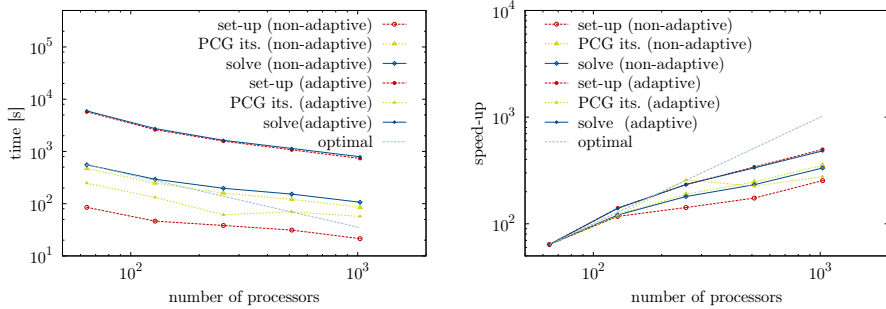 10^5
10^4
10^3
10^2
10^1
time [s]
set-up (non-adaptive)
PCG its. (non-adaptive)
solve (non-adaptive)
set-up (adaptive)
PCG its. (adaptive)
solve(adaptive)
optimal
10^2
10^3
number of processors
10^4
10^3
10^2
speed-up
set-up (non-adaptive)
PCG its. (non-adaptive)
solve (non-adaptive)
set-up (adaptive)
PCG its. (adaptive)
solve (adaptive)
optimal
10^2
10^3
number of processors